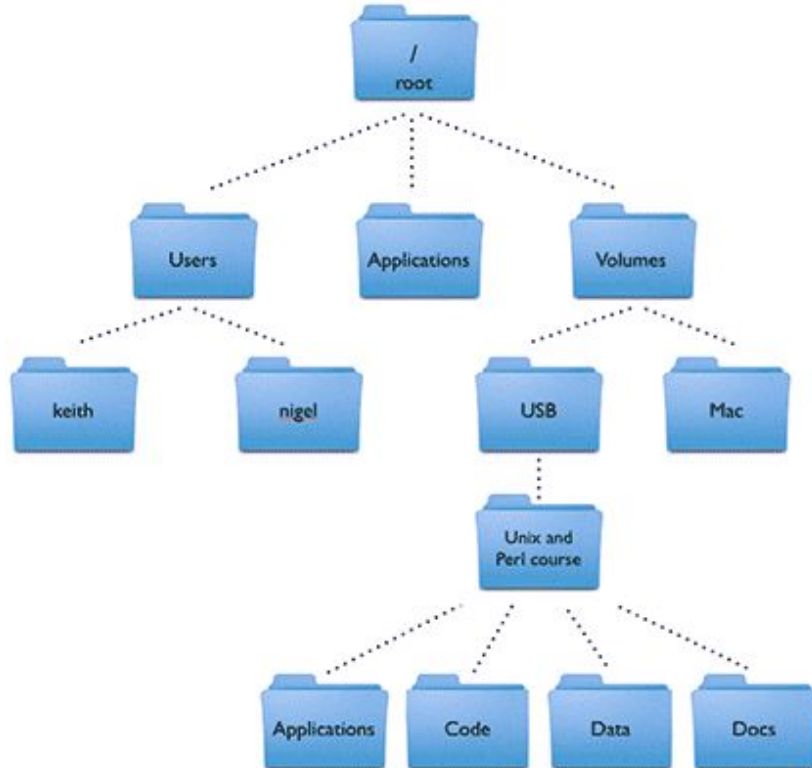 /
root
Users
Applications
Volumes
keith
nigel
USB
Mac
Unix and
Perl course
Applications
Code
Data
Docs